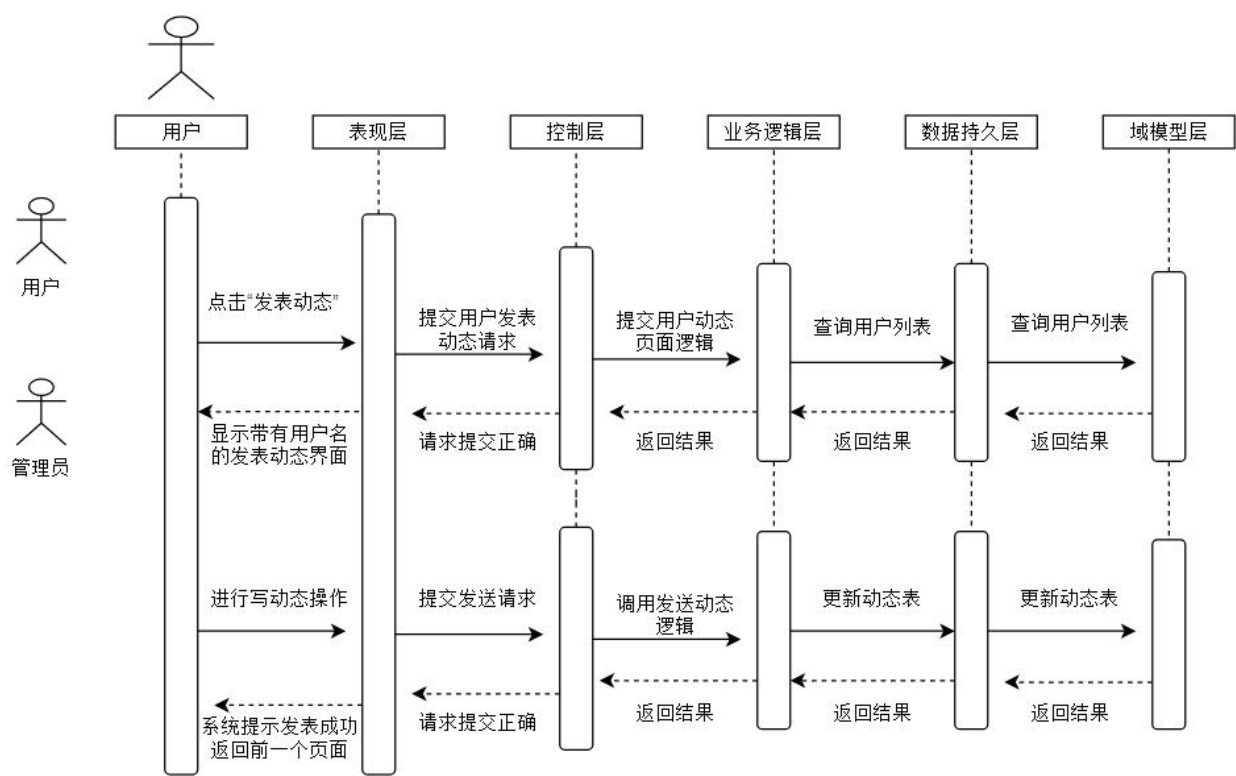 用户
表现层
控制层
业务逻辑层
数据持久层
域模型层
用户
点击“发表动态”
提交用户发表
动态请求
提交用户动态
页面逻辑
查询用户列表
查询用户列表
管理员
显示带有用户名
的发表动态界面
请求提交正确
返回结果
返回结果
返回结果
进行写动态操作
提交发送请求
调用发送动态
逻辑
更新动态表
更新动态表
系统提示发表成功
返回前一个页面
请求提交正确
返回结果
返回结果
返回结果